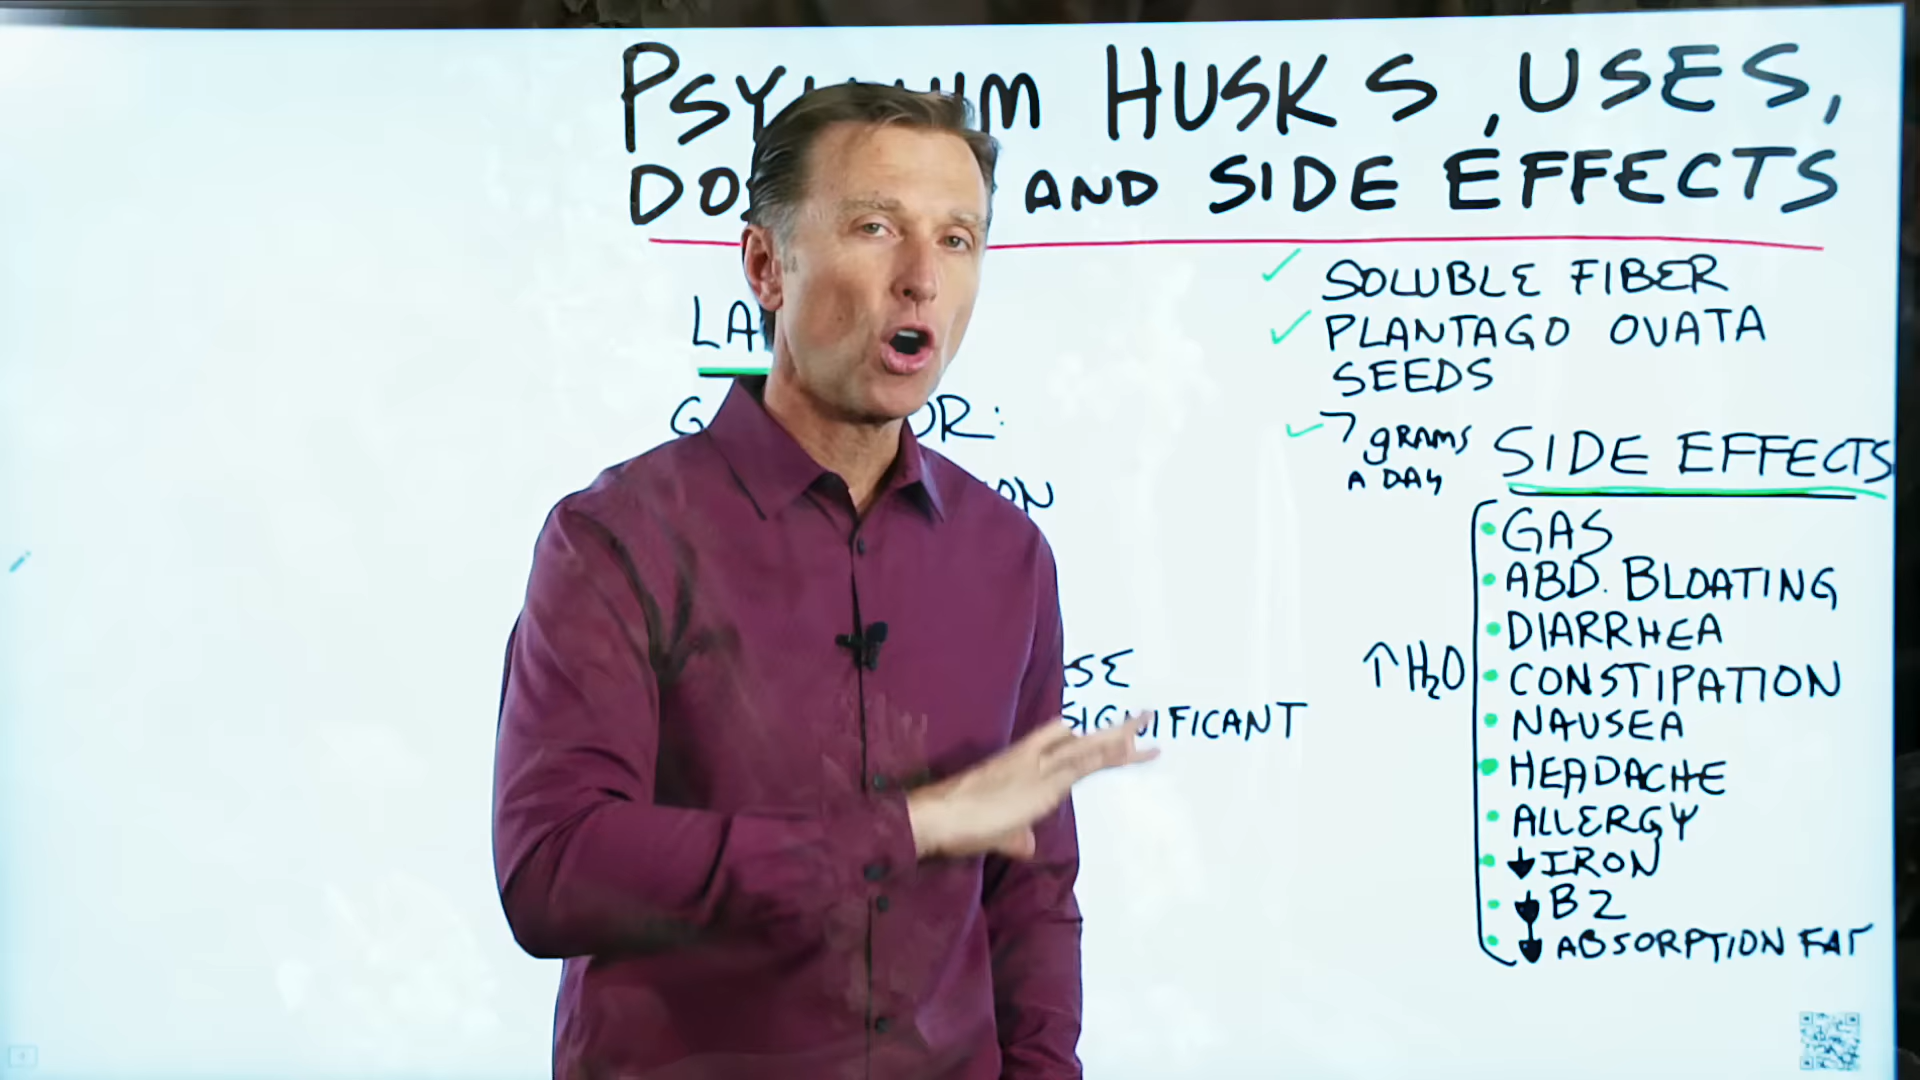 HUSKS, USES,
AND SIDE EFFECTS
SOLUBLE FIBER
PLANTAGO OVATA
SEEDS
7 GRAMS
A DAY
SIDE EFFECTS
GAS
ABD. BLOATING
DIARRHEA
↑ H₂O
CONSTIPATION
NAUSEA
SIGNIFICANT
HEADACHE
ALLERGY
↓ IRON
↓ B2
↓ ABSORPTION FAT